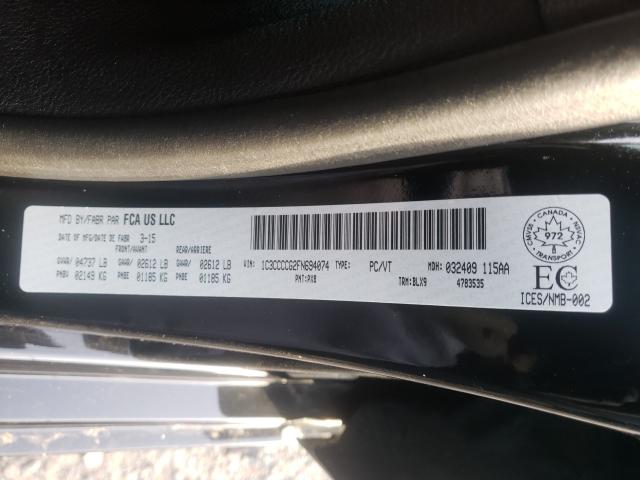 MFD BY/FABR PAR FCA US LLC
DATE OF MFG/DATE DE FABR 3-15
FRONT/AVANT REAR/ARRIERE
GVWR/ 04737 LB GAWR/ 02612 LB GAWR/ 02612 LB
PNBV 02149 KG PNBE 01185 KG PNBE 01185 KG
VIN: 1C3CCCCG2FN694074 TYPE: PC/VT MDH: 032409 115AA
PNT:PX8 TRM:BLX9 4783535
CANADA
CMVSR 972 NSVAC
EC
ICES/NMB-002